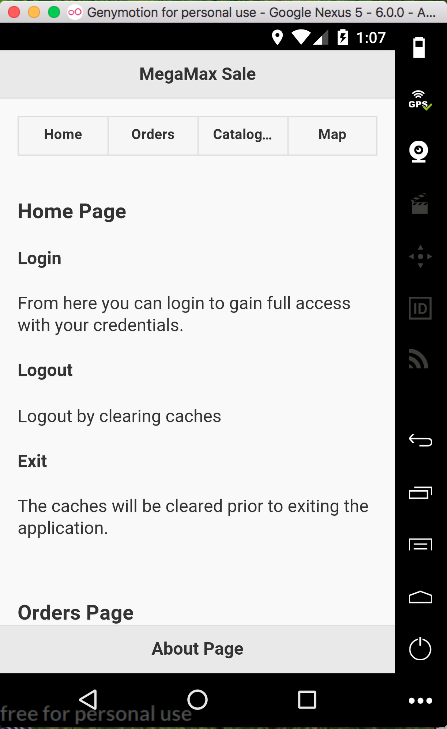 Genymotion for personal use - Google Nexus 5 - 6.0.0 - A...
1:07
MegaMax Sale
GPS
Home Orders Catalog... Map
Home Page
Login
From here you can login to gain full access
with your credentials.
ID
Logout
Logout by clearing caches
Exit
The caches will be cleared prior to exiting the
application.
Orders Page
About Page
free for personal use